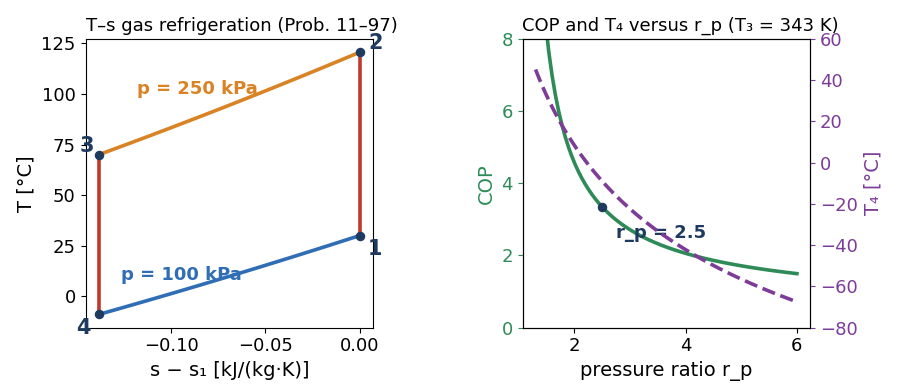 T–s gas refrigeration (Prob. 11–97)
125
100
75
50
25
0
T [°C]
2
p = 250 kPa
3
1
p = 100 kPa
4
−0.10
−0.05
0.00
s − s₁ [kJ/(kg·K)]
COP and T₄ versus r_p (T₃ = 343 K)
8
6
4
2
0
COP
r_p = 2.5
60
40
20
0
−20
−40
−60
−80
T₄ [°C]
2
4
6
pressure ratio r_p